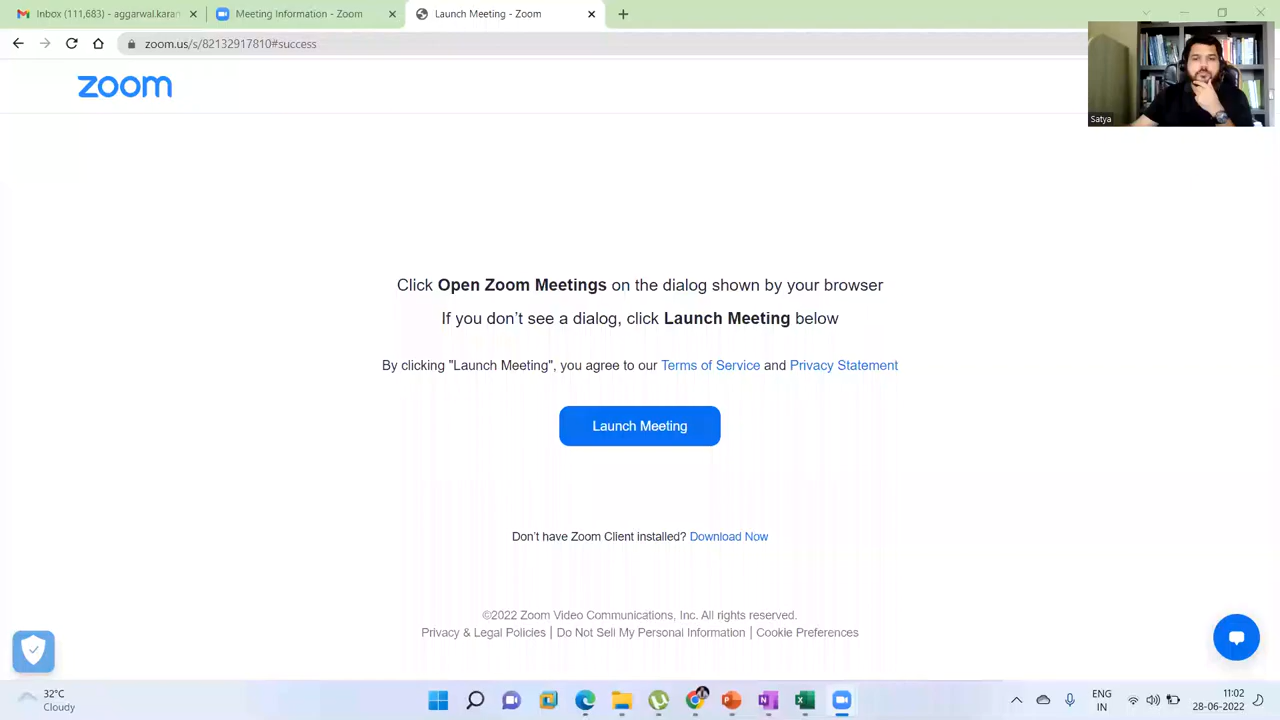 Inbox (111,683) - aggarwal.karan
Meeting Information - Zoom
Launch Meeting - Zoom
zoom.us/s/82132917810#success
zoom
Satya
Click Open Zoom Meetings on the dialog shown by your browser
If you don't see a dialog, click Launch Meeting below
By clicking "Launch Meeting", you agree to our Terms of Service and Privacy Statement
Launch Meeting
Don't have Zoom Client installed? Download Now
©2022 Zoom Video Communications, Inc. All rights reserved.
Privacy & Legal Policies | Do Not Sell My Personal Information | Cookie Preferences
32°C
Cloudy
ENG
IN
11:02
28-06-2022